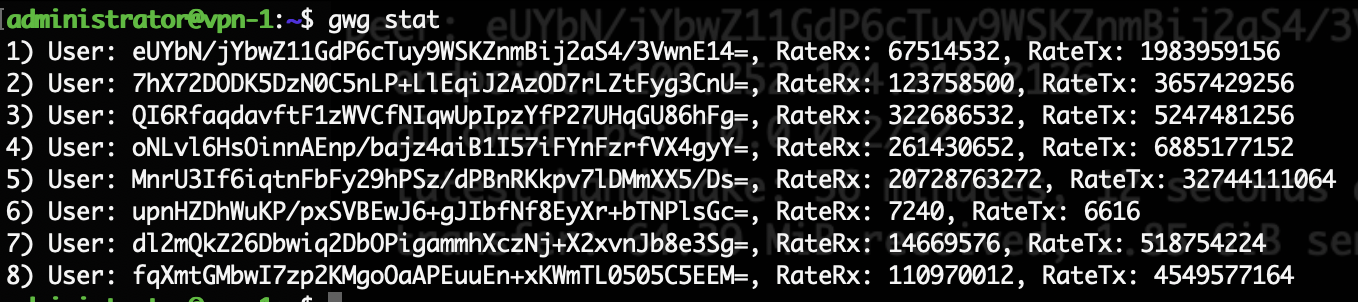 administrator@vpn-1:~$ gwg stat
1) User: eUYbN/jYbwZ11GdP6cTuy9WSKZnmBij2aS4/3VwnE14=, RateRx: 67514532, RateTx: 1983959156
2) User: 7hX72DODK5DzN0C5nLP+LlEqiJ2AzOD7rLZtFyg3CnU=, RateRx: 123758500, RateTx: 3657429256
3) User: QI6RfaqdavftF1zWVCfNIqwUpIpzYfP27UHqGU86hFg=, RateRx: 322686532, RateTx: 5247481256
4) User: oNLvl6HsOinnAEnp/bajz4aiB1I57iFYnFzrfVX4gyY=, RateRx: 261430652, RateTx: 6885177152
5) User: MnrU3If6iqtnFbFy29hPSz/dPBnRKkpv7lDMmXX5/Ds=, RateRx: 20728763272, RateTx: 32744111064
6) User: upnHZDhWuKP/pxSVBEwJ6+gJIbfNf8EyXr+bTNPlsGc=, RateRx: 7240, RateTx: 6616
7) User: dl2mQkZ26Dbwiq2DbOPigammhXczNj+X2xvnJb8e3Sg=, RateRx: 14669576, RateTx: 518754224
8) User: fqXmtGMbwI7zp2KMgoOaAPEuuEn+xKWmTL0505C5EEM=, RateRx: 110970012, RateTx: 4549577164
administrator@vpn-1:~$